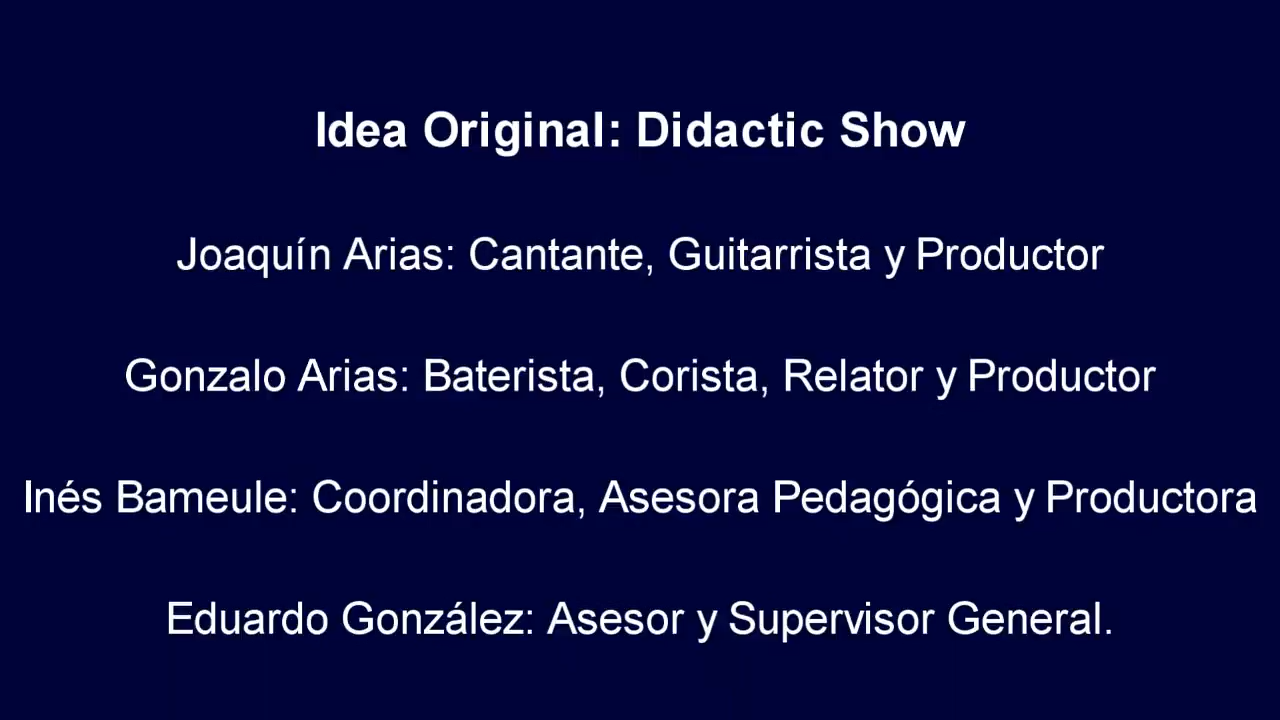 Idea Original: Didactic Show
Joaquín Arias: Cantante, Guitarrista y Productor
Gonzalo Arias: Baterista, Corista, Relator y Productor
Inés Bameule: Coordinadora, Asesora Pedagógica y Productora
Eduardo González: Asesor y Supervisor General.